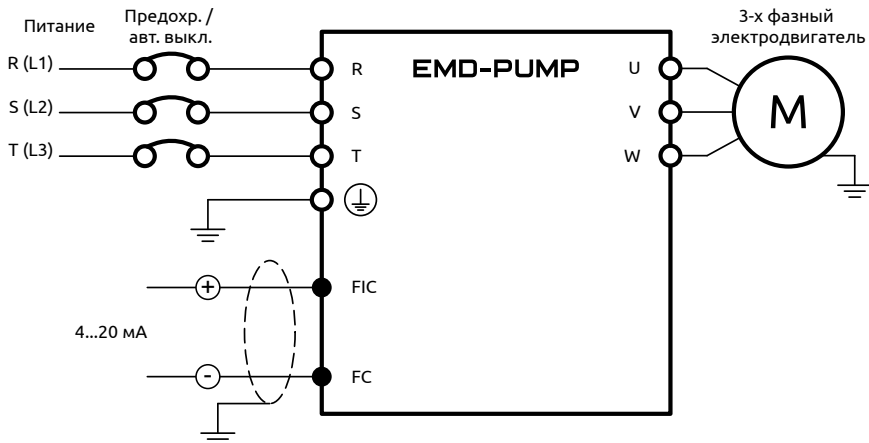 Питание
Предохр. /
авт. выкл.
3-х фазный
электродвигатель
R (L1)
R
EMD-PUMP
U
S (L2)
S
V
M
T (L3)
T
W
+
FIC
4...20 мА
-
FC